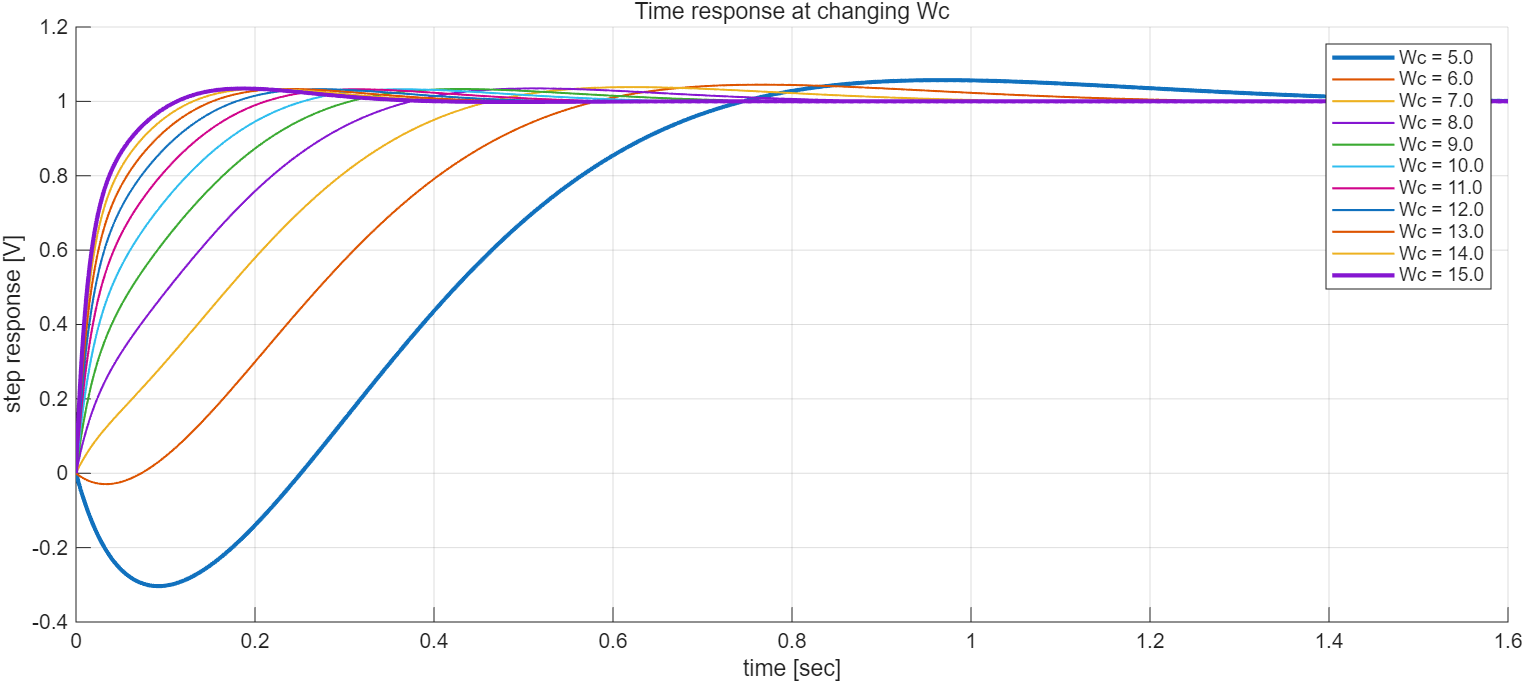 Time response at changing Wc
1.2
1
0.8
0.6
0.4
0.2
0
-0.2
-0.4
step response [V]
0
0.2
0.4
0.6
0.8
1
1.2
1.4
1.6
time [sec]
Wc = 5.0
Wc = 6.0
Wc = 7.0
Wc = 8.0
Wc = 9.0
Wc = 10.0
Wc = 11.0
Wc = 12.0
Wc = 13.0
Wc = 14.0
Wc = 15.0